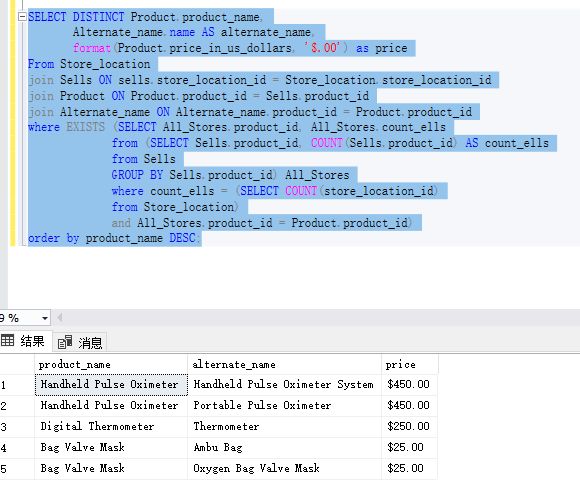 SELECT DISTINCT Product.product_name,
Alternate_name.name AS alternate_name,
format(Product.price_in_us_dollars, '$.00') as price
From Store_location
join Sells ON sells.store_location_id = Store_location.store_location_id
join Product ON Product.product_id = Sells.product_id
join Alternate_name ON Alternate_name.product_id = Product.product_id
where EXISTS (SELECT All_Stores.product_id, All_Stores.count_ells
from (SELECT Sells.product_id, COUNT(Sells.product_id) AS count_ells
from Sells
GROUP BY Sells.product_id) All_Stores
where count_ells = (SELECT COUNT(store_location_id)
from Store_location)
and All_Stores.product_id = Product.product_id)
order by product_name DESC;
9 %
结果 消息
product_name alternate_name price
1 Handheld Pulse Oximeter Handheld Pulse Oximeter System $450.00
2 Handheld Pulse Oximeter Portable Pulse Oximeter $450.00
3 Digital Thermometer Thermometer $250.00
4 Bag Valve Mask Ambu Bag $25.00
5 Bag Valve Mask Oxygen Bag Valve Mask $25.00